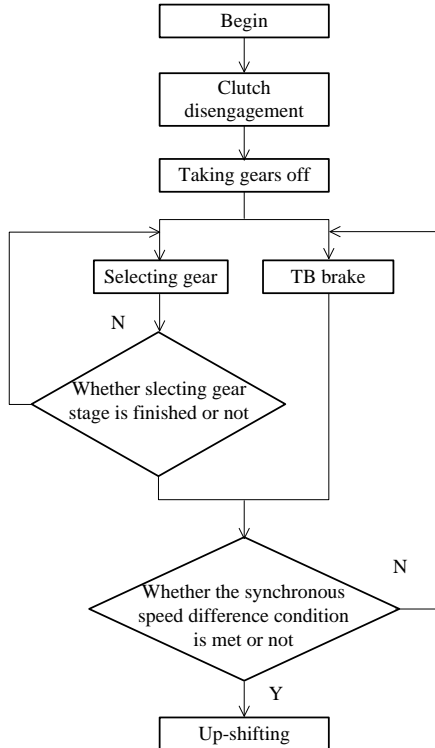 Begin
Clutch
disengagement
Taking gears off
Selecting gear
TB brake
N
Whether slecting gear
stage is finished or not
N
Whether the synchronous
speed difference condition
is met or not
Y
Up-shifting